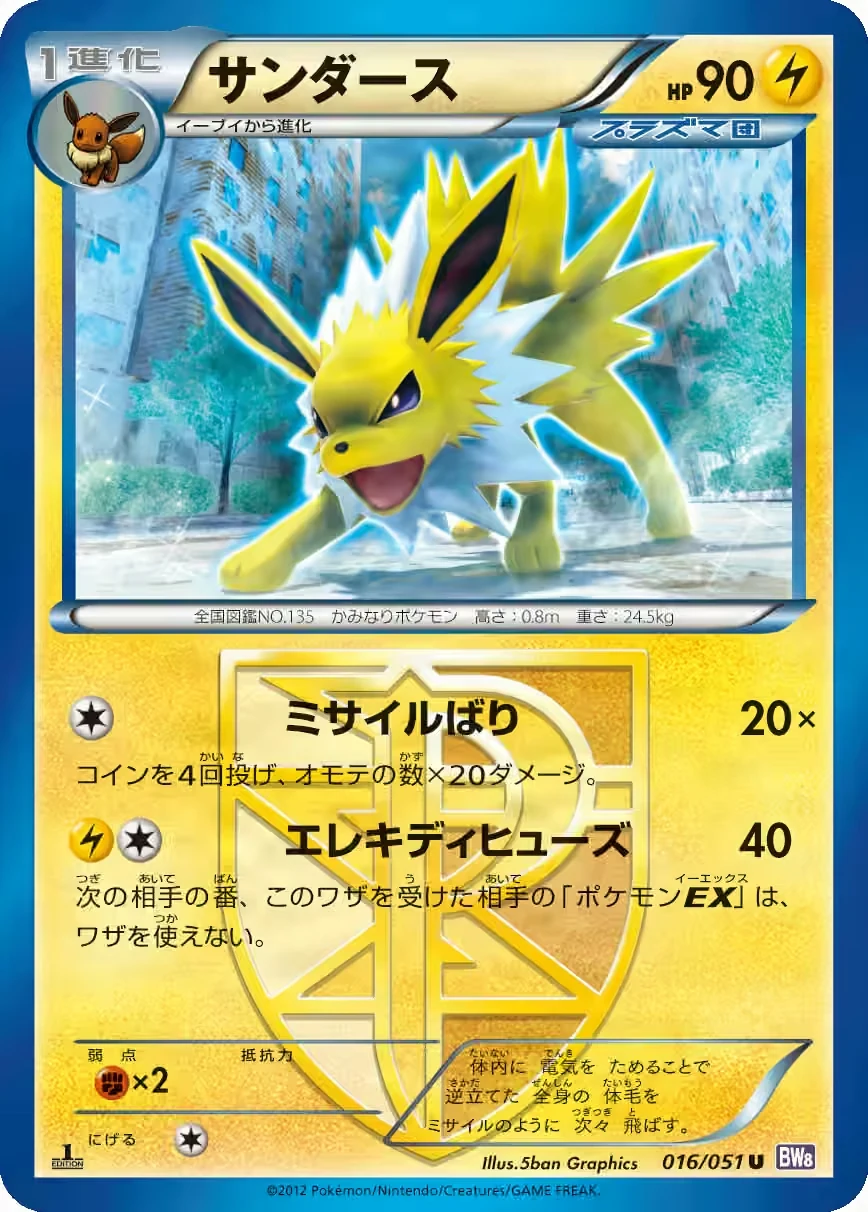 1進化
サンダース
HP90
イーブイから進化
プラズマ団
全国図鑑NO.135 かみなりポケモン 高さ：0.8m 重さ：24.5kg
ミサイルばり 20×
コインを4回投げ、オモテの数×20ダメージ。
エレキディヒューズ 40
次の相手の番、このワザを受けた相手の「ポケモンEX」は、
ワザを使えない。
弱点 抵抗力
×2
にげる
体内に 電気を ためることで
逆立てた 全身の 体毛を
ミサイルのように 次々 飛ばす。
1 EDITION
Illus.5ban Graphics 016/051 U BW8
©2012 Pokémon/Nintendo/Creatures/GAME FREAK.